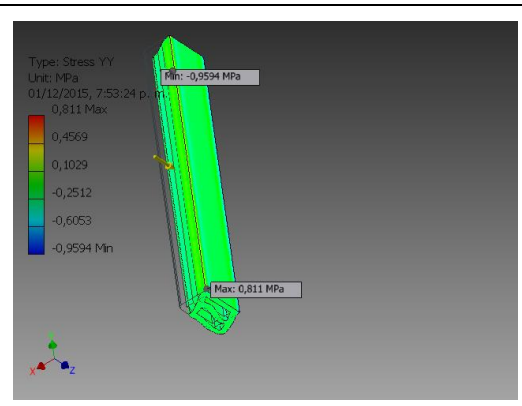 Type: Stress YY
Unit: MPa
01/12/2015, 7:53:24 p. m.
0,811 Max
0,4569
0,1029
-0,2512
-0,6053
-0,9594 Min
Min: -0,9594 MPa
Max: 0,811 MPa
X
Z